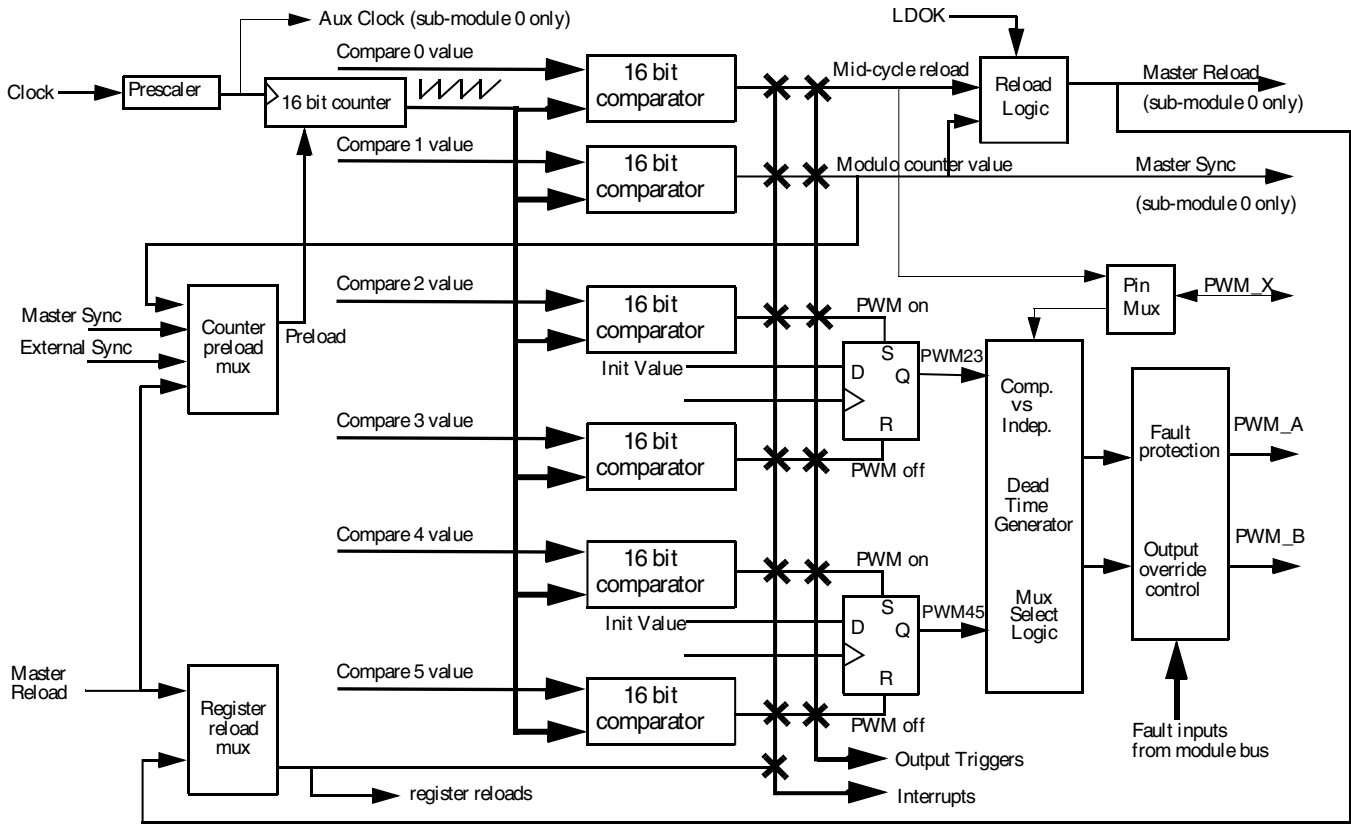 Aux Clock (sub-module 0 only)
LDOK
Compare 0 value
Clock
Prescaler
16 bit counter
16 bit
comparator
Mid-cycle reload
Reload
Logic
Master Reload
(sub-module 0 only)
Compare 1 value
16 bit
comparator
Modulo counter value
Master Sync
(sub-module 0 only)
Compare 2 value
16 bit
comparator
PWM on
Pin
Mux
PWM_X
Master Sync
External Sync
Counter
preload
mux
Preload
Init Value
D
S
Q
R
PWM23
Compare 3 value
16 bit
comparator
PWM off
Comp.
vs
Indep.
Dead
Time
Generator
Mux
Select
Logic
Fault
protection
Output
override
control
PWM_A
PWM_B
Compare 4 value
16 bit
comparator
PWM on
Init Value
D
S
Q
R
PWM45
Compare 5 value
16 bit
comparator
PWM off
Master
Reload
Register
reload
mux
Fault inputs
from module bus
Output Triggers
register reloads
Interrupts